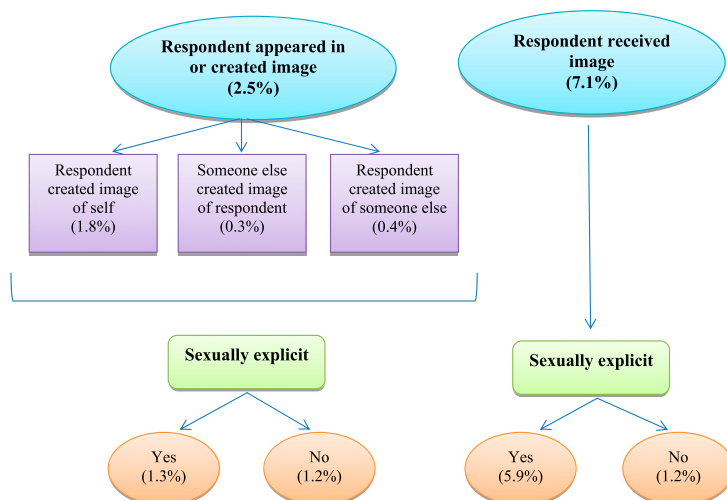 Respondent appeared in
or created image
(2.5%)
Respondent received
image
(7.1%)
Respondent
created image
of self
(1.8%)
Someone else
created image
of respondent
(0.3%)
Respondent
created image
of someone else
(0.4%)
Sexually explicit
Sexually explicit
Yes
(1.3%)
No
(1.2%)
Yes
(5.9%)
No
(1.2%)